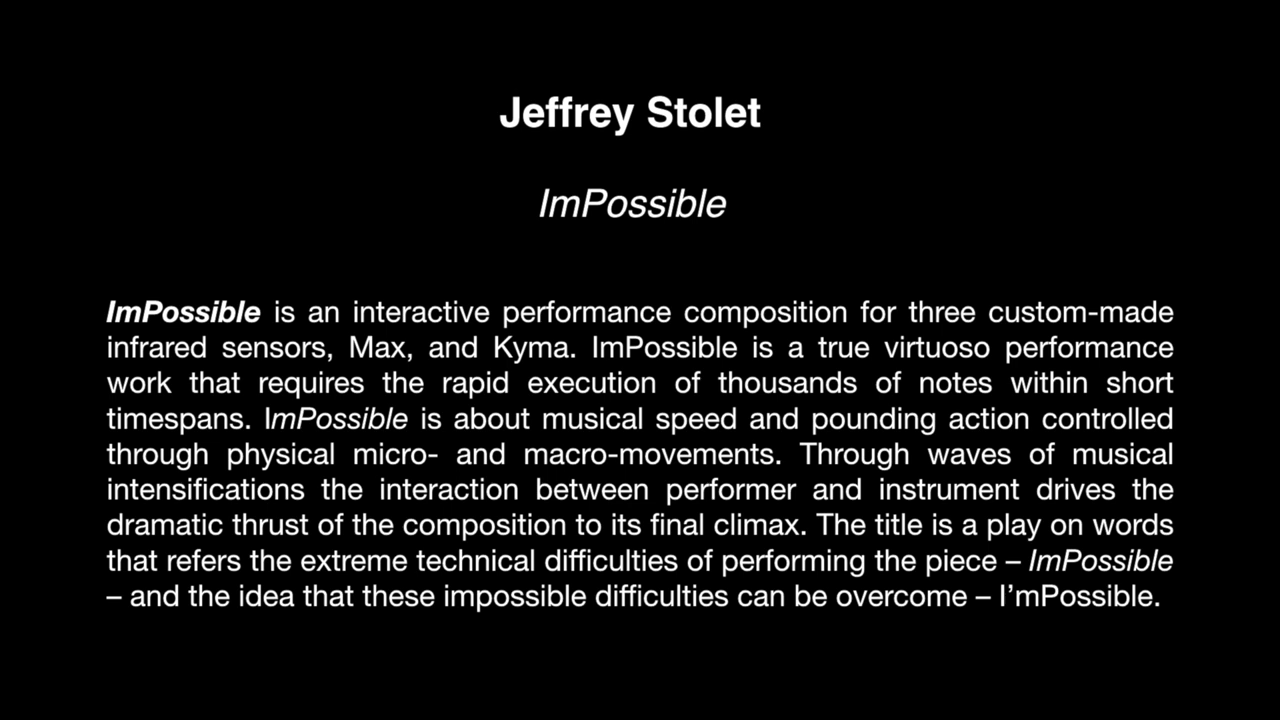 Jeffrey Stolet
ImPossible
ImPossible is an interactive performance composition for three custom-made
infrared sensors, Max, and Kyma. ImPossible is a true virtuoso performance
work that requires the rapid execution of thousands of notes within short
timespans. ImPossible is about musical speed and pounding action controlled
through physical micro- and macro-movements. Through waves of musical
intensifications the interaction between performer and instrument drives the
dramatic thrust of the composition to its final climax. The title is a play on words
that refers the extreme technical difficulties of performing the piece – ImPossible
– and the idea that these impossible difficulties can be overcome – I’mPossible.